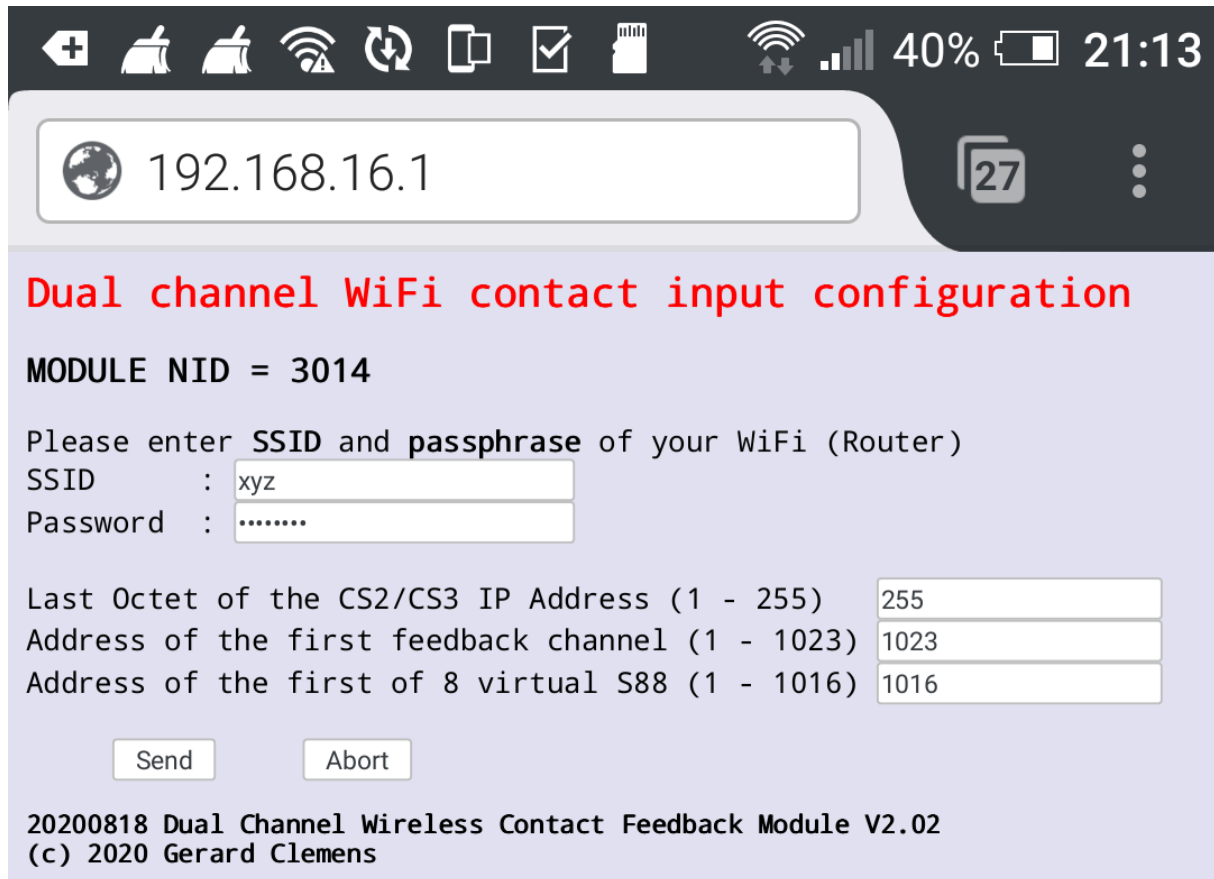 40% 21:13
192.168.16.1 27
Dual channel WiFi contact input configuration
MODULE NID = 3014
Please enter SSID and passphrase of your WiFi (Router)
SSID : xyz
Password : ••••••••
Last Octet of the CS2/CS3 IP Address (1 - 255) 255
Address of the first feedback channel (1 - 1023) 1023
Address of the first of 8 virtual S88 (1 - 1016) 1016
Send Abort
20200818 Dual Channel Wireless Contact Feedback Module V2.02
(c) 2020 Gerard Clemens